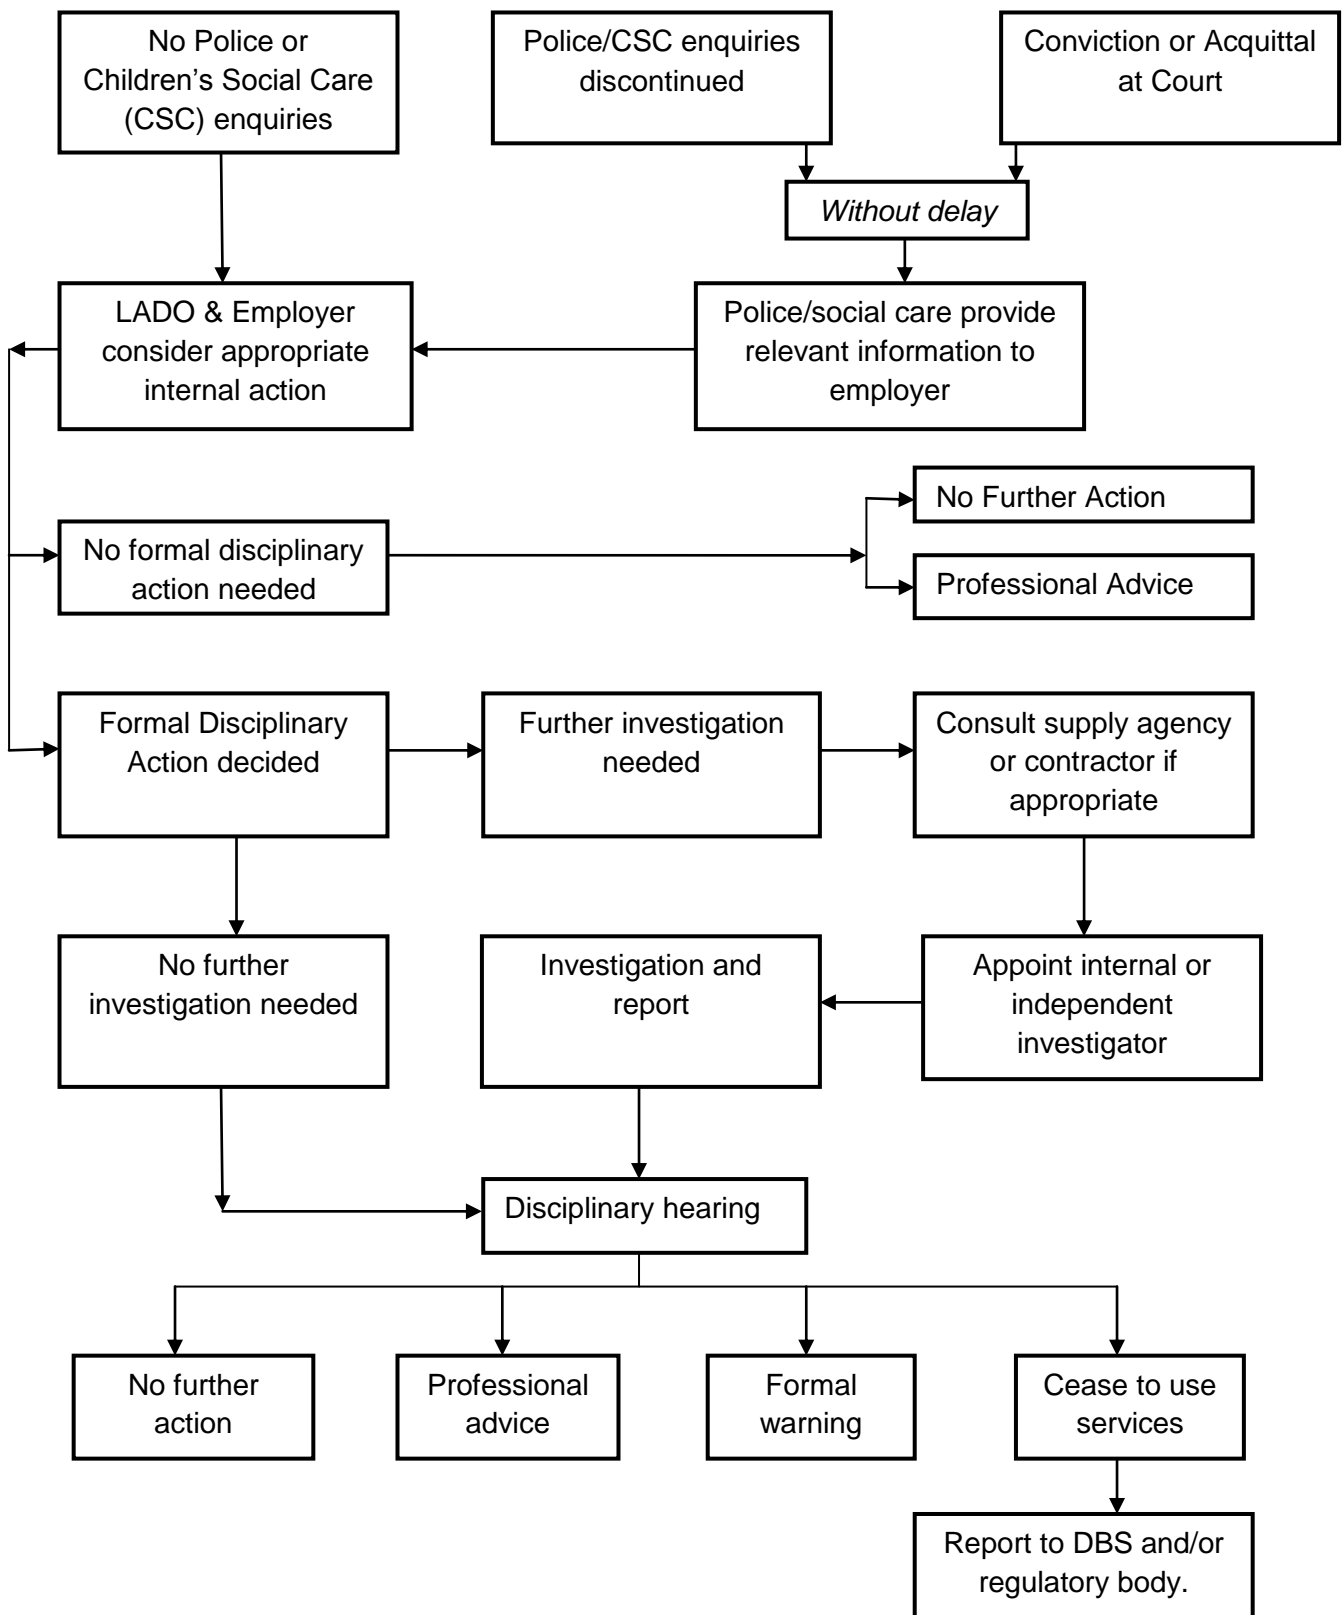 No Police or
Children’s Social Care
(CSC) enquiries
Police/CSC enquiries
discontinued
Conviction or Acquittal
at Court
Without delay
LADO & Employer
consider appropriate
internal action
Police/social care provide
relevant information to
employer
No Further Action
No formal disciplinary
action needed
Professional Advice
Formal Disciplinary
Action decided
Further investigation
needed
Consult supply agency
or contractor if
appropriate
No further
investigation needed
Investigation and
report
Appoint internal or
independent
investigator
Disciplinary hearing
No further
action
Professional
advice
Formal
warning
Cease to use
services
Report to DBS and/or
regulatory body.